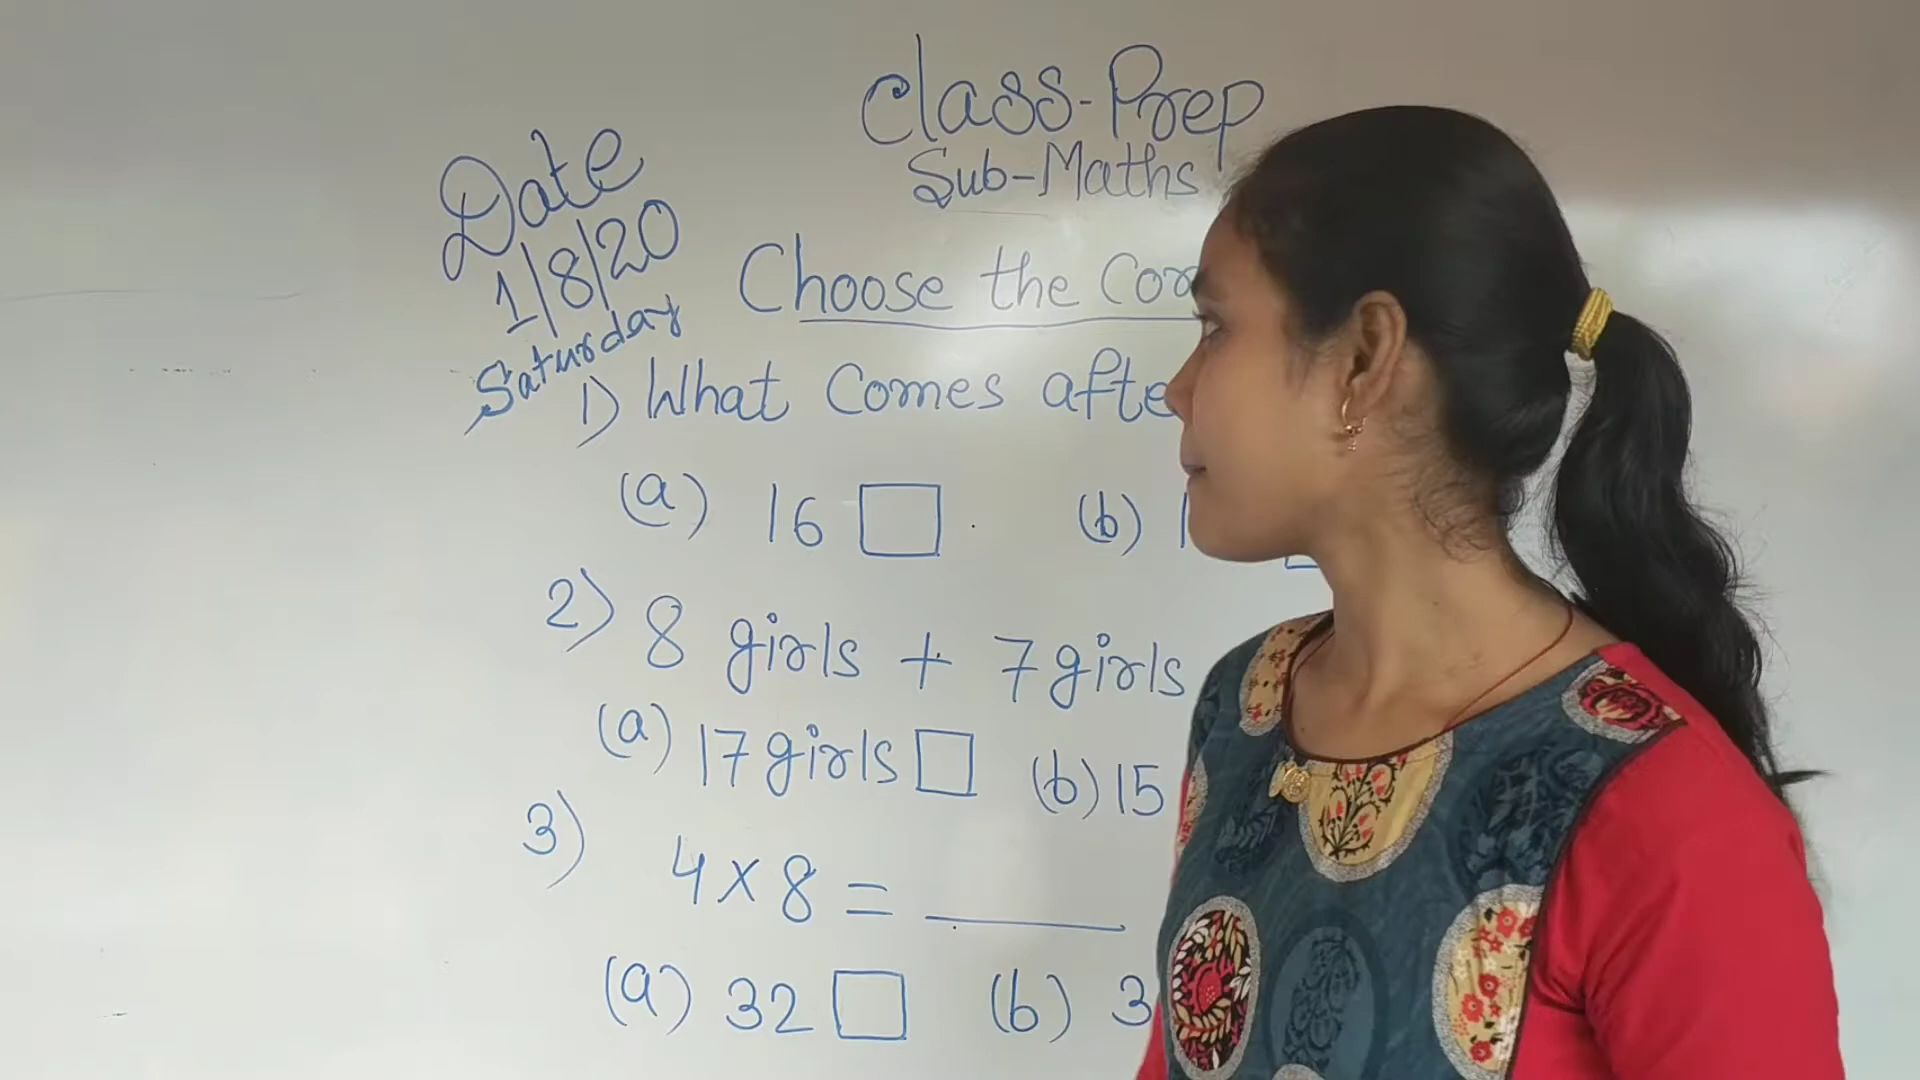 Class-Prep
Sub-Maths
Date
1/8/20
Saturday
Choose the
1) What Comes
(a) 16
(b)
2) 8 girls + 7 girls
(a) 17 girls
(b) 15
3) 4 x 8 =
(a) 32
(b) 3